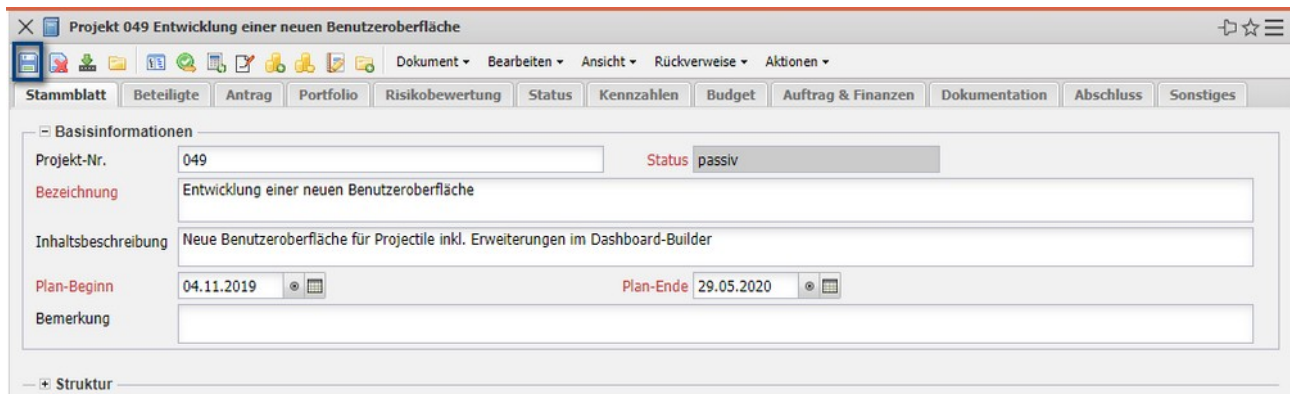 Projekt 049 Entwicklung einer neuen Benutzeroberfläche
Dokument Bearbeiten Ansicht Rückverweise Aktionen
Stammblatt Beteiligte Antrag Portfolio Risikobewertung Status Kennzahlen Budget Auftrag & Finanzen Dokumentation Abschluss Sonstiges
Basisinformationen
Projekt-Nr. 049 Status passiv
Bezeichnung Entwicklung einer neuen Benutzeroberfläche
Inhaltsbeschreibung Neue Benutzeroberfläche für Projectile inkl. Erweiterungen im Dashboard-Builder
Plan-Beginn 04.11.2019 Plan-Ende 29.05.2020
Bemerkung
Struktur